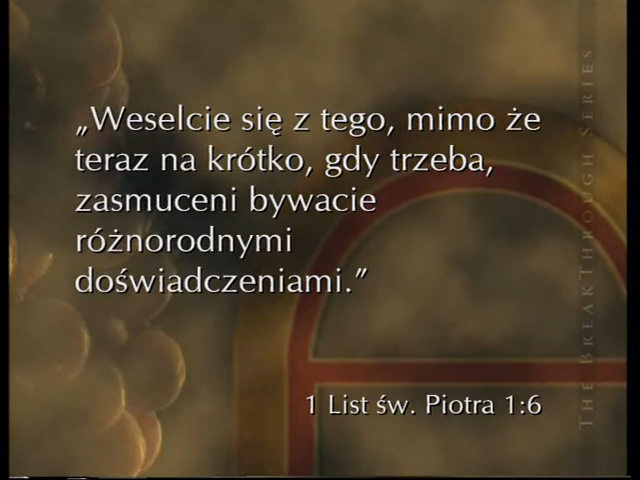 „Weselcie się z tego, mimo że
teraz na krótko, gdy trzeba,
zasmuceni bywacie
różnorodnymi
doświadczeniami.”
1 List św. Piotra 1:6
The BreakThrough Series